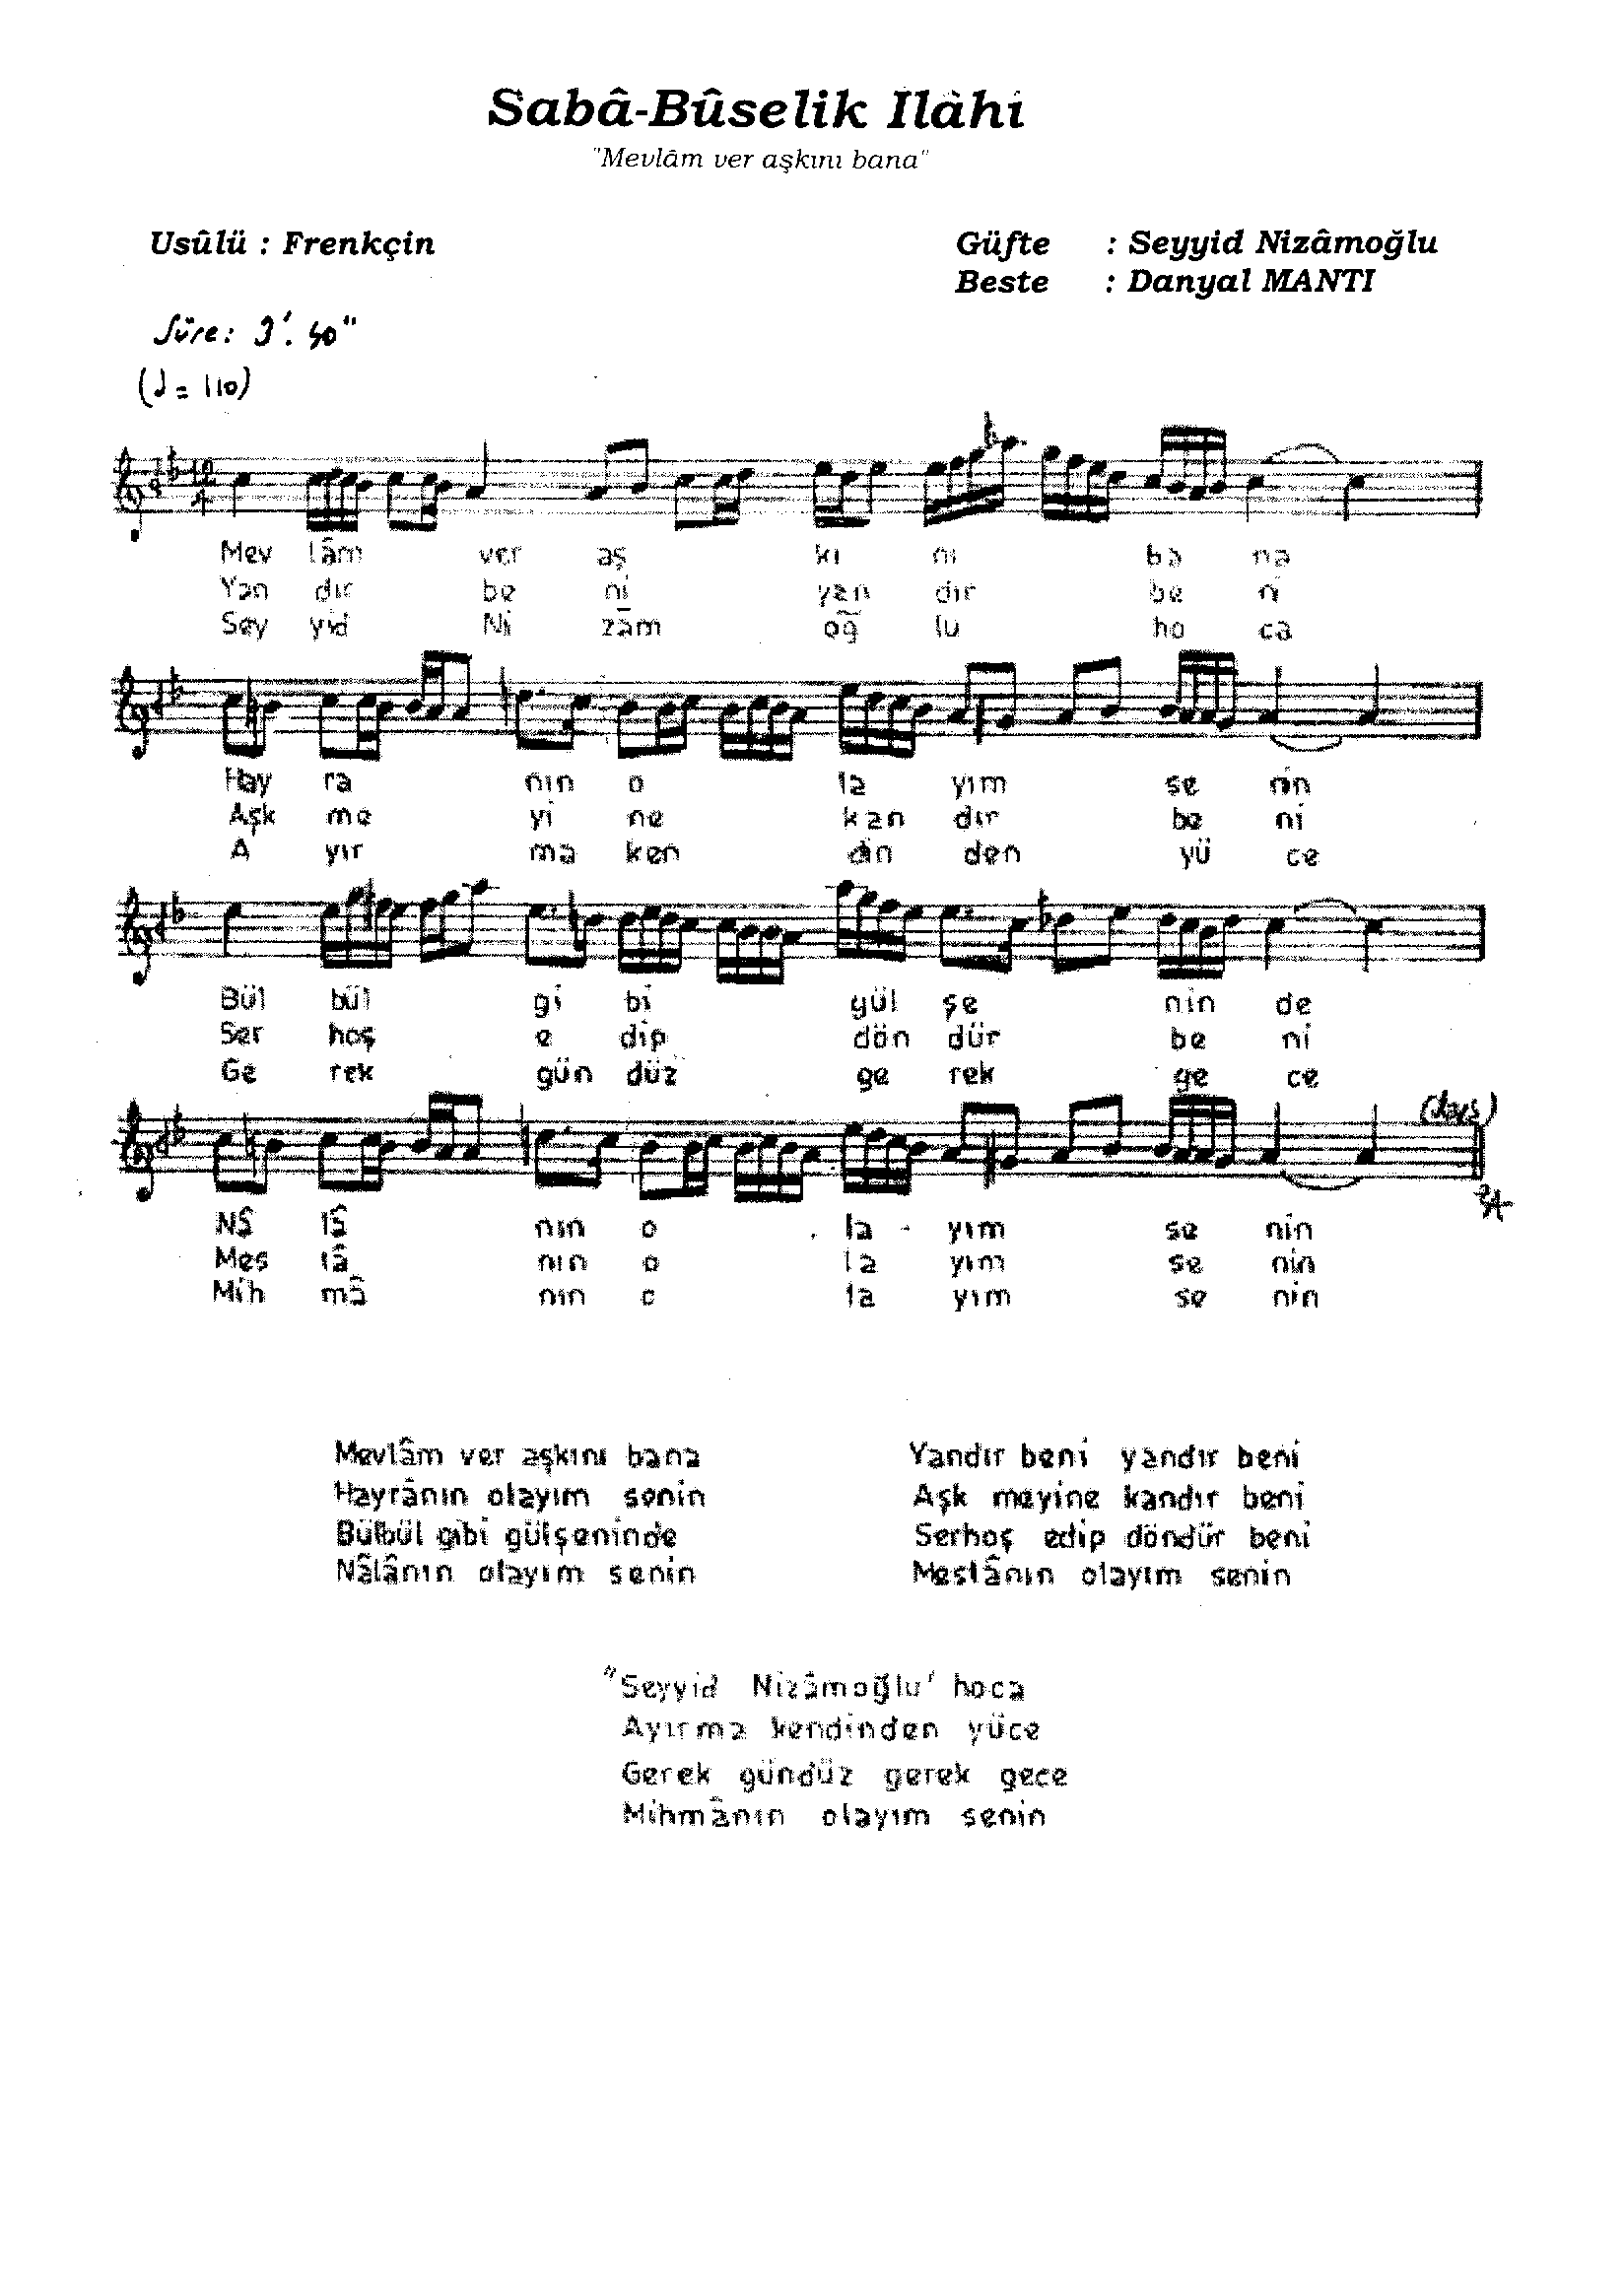 Sabâ-Bûselik İlâhi
"Mevlâm ver aşkını bana"
Usûlü : Frenkçin
Güfte : Seyyid Nizâmoğlu
Beste : Danyal MANTI
Süre: 3'. 40"
(♩ = 110)
12
4
Mev lâm ver aş kı nı ba na
Yan dır be ni yan dır be ni
Sey yid Ni zâm oğ lu ho ca
Hay ra nın o la yım se nin
Aşk me yi ne kan dır be ni
A yır ma ken din den yü ce
Bül bül gi bi gül şe nin de
Ser hoş e dip dön dür be ni
Ge rek gün düz ge rek ge ce
Nâ lâ nın o la - yım se nin
Mes tâ nın o la yım se nin
Mih mâ nın o la yım se nin
Mevlâm ver aşkını bana
Hayrânın olayım senin
Bülbül gibi gülşeninde
Nâlânın olayım senin
Yandır beni yandır beni
Aşk meyine kandır beni
Serhoş edip döndür beni
Mestânın olayım senin
"Seyyid Nizâmoğlu' hoca
Ayırma kendinden yüce
Gerek gündüz gerek gece
Mihmânın olayım senin